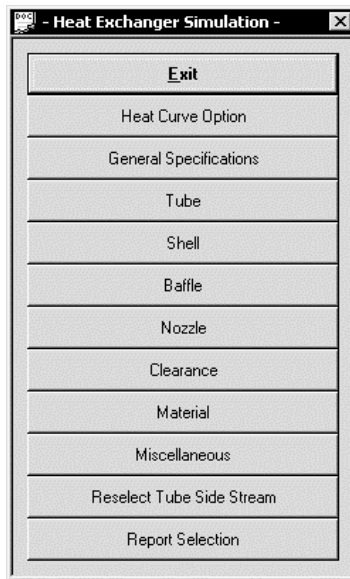 DOC
- Heat Exchanger Simulation -
Exit
Heat Curve Option
General Specifications
Tube
Shell
Baffle
Nozzle
Clearance
Material
Miscellaneous
Reselect Tube Side Stream
Report Selection